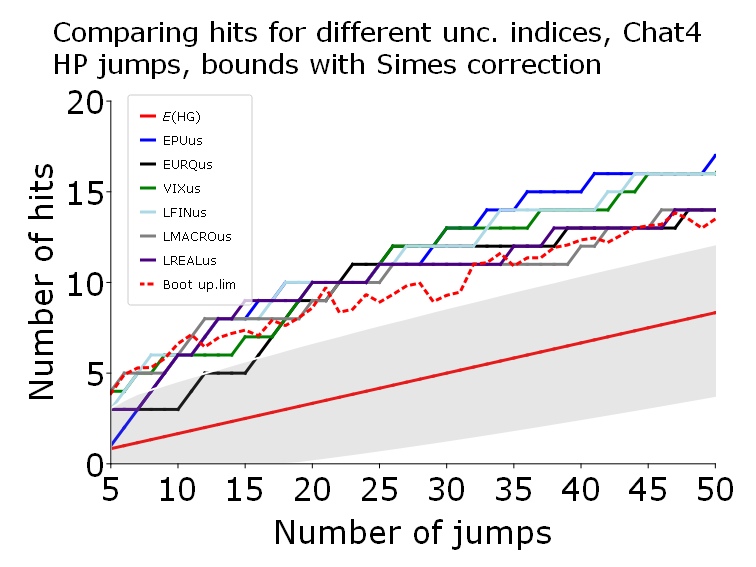 Comparing hits for different unc. indices, Chat4
HP jumps, bounds with Simes correction
Number of hits
20
15
10
5
0
E(HG)
EPUus
EURQus
VIXus
LFINus
LMACROus
LREALus
Boot up.lim
5 10 15 20 25 30 35 40 45 50
Number of jumps